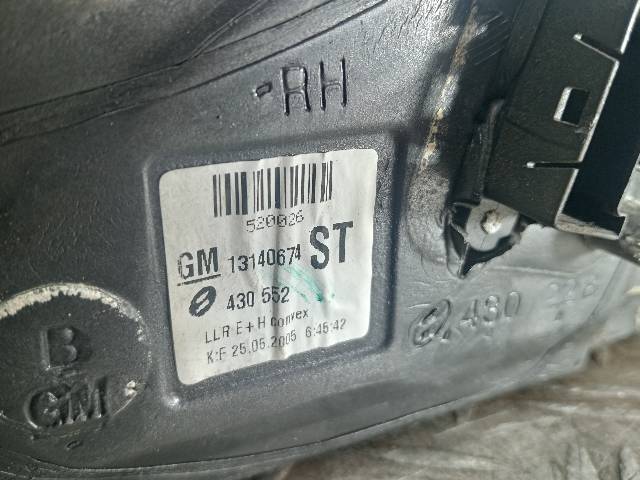 RH
520026
GM 13140674 ST
430 552
LLR E+H convex
K:E 25.05.2005 6:45:42
B
GM
430